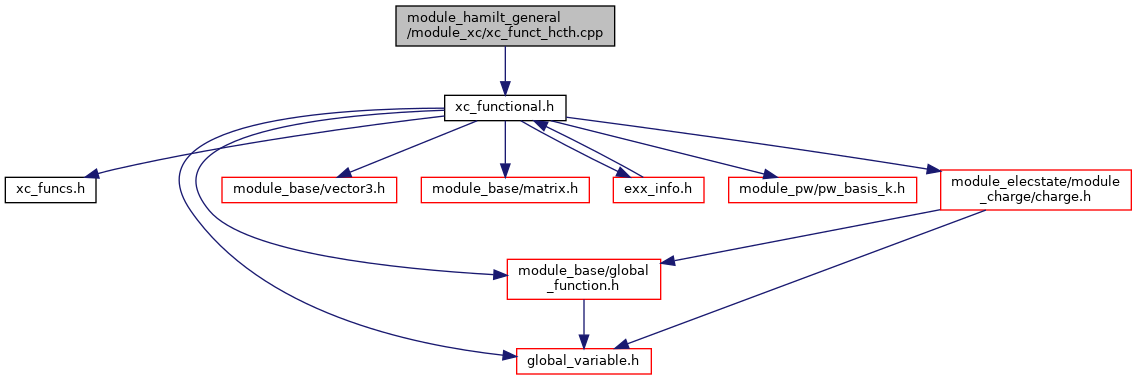 module_hamilt_general
/module_xc/xc_funct_hcth.cpp
xc_functional.h
xc_funcs.h
module_base/vector3.h
module_base/matrix.h
exx_info.h
module_pw/pw_basis_k.h
module_elecstate/module
_charge/charge.h
module_base/global
_function.h
global_variable.h